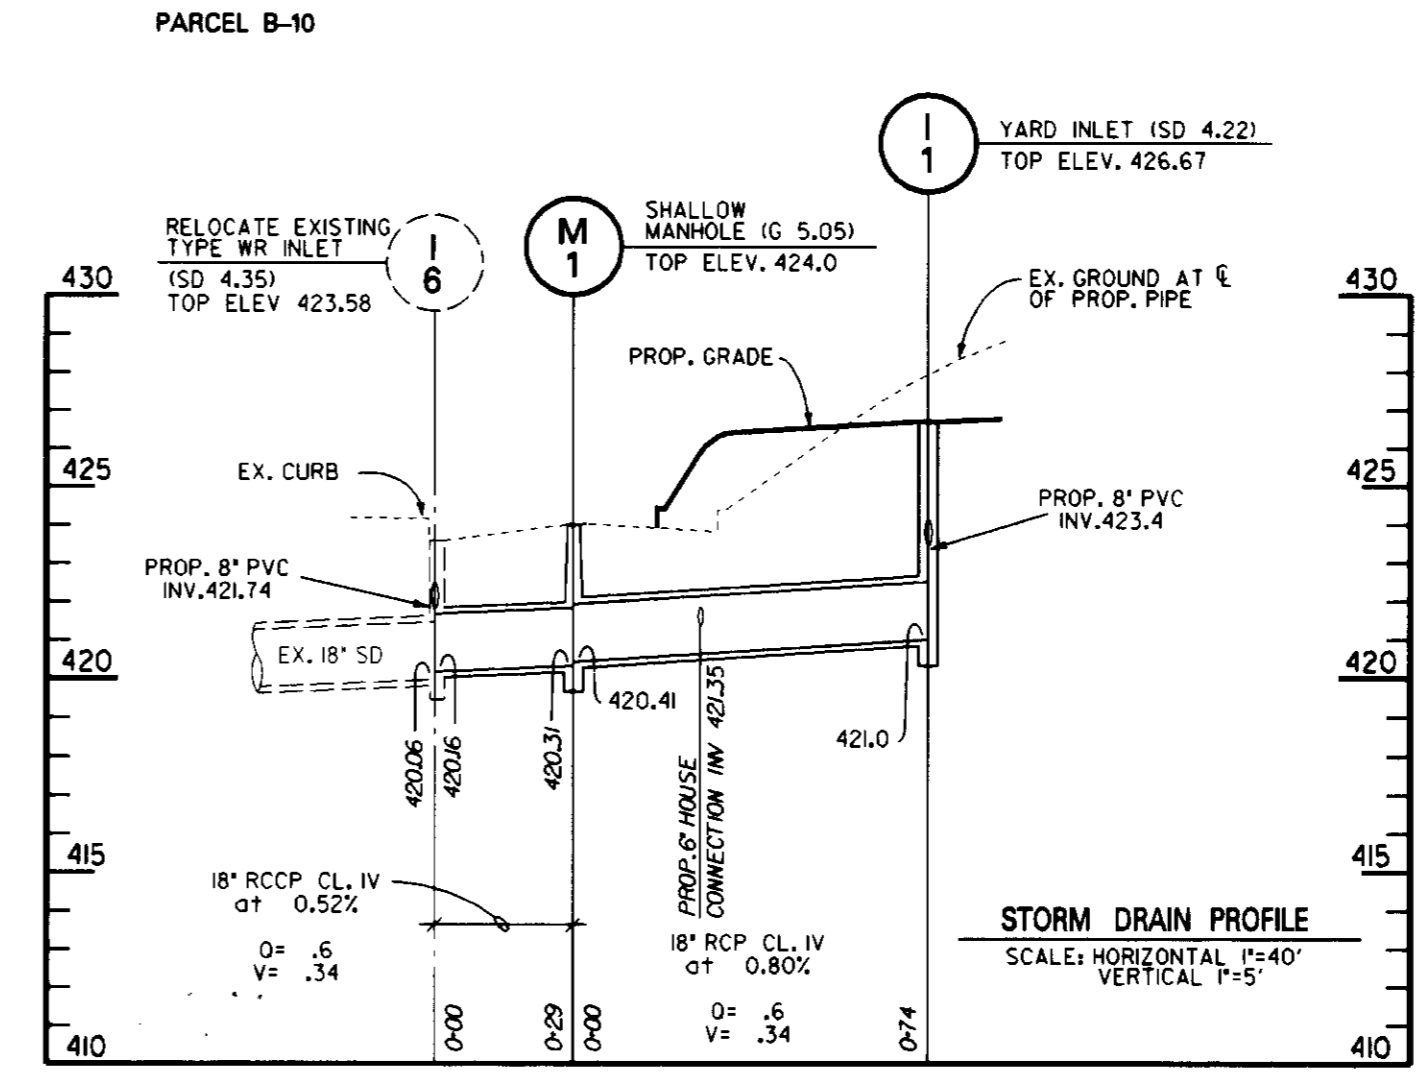 PARCEL B-10
I
1
YARD INLET (SD 4.22)
TOP ELEV. 426.67
RELOCATE EXISTING
TYPE WR INLET
(SD 4.35)
TOP ELEV 423.58
I
6
M
1
SHALLOW
MANHOLE (G 5.05)
TOP ELEV. 424.0
430
430
EX. GROUND AT ℄
OF PROP. PIPE
PROP. GRADE
425
425
EX. CURB
PROP. 8" PVC
INV.423.4
PROP. 8" PVC
INV.421.74
EX. 18" SD
420
420
420.06
420.16
420.31
420.41
PROP. 6" HOUSE
CONNECTION INV 421.35
421.0
415
415
18" RCCP CL. IV
at 0.52%
Q= .6
V= .34
18" RCP CL. IV
at 0.80%
Q= .6
V= .34
STORM DRAIN PROFILE
SCALE: HORIZONTAL 1"=40'
VERTICAL 1"=5'
0+00
0+29
0+00
0+74
410
410